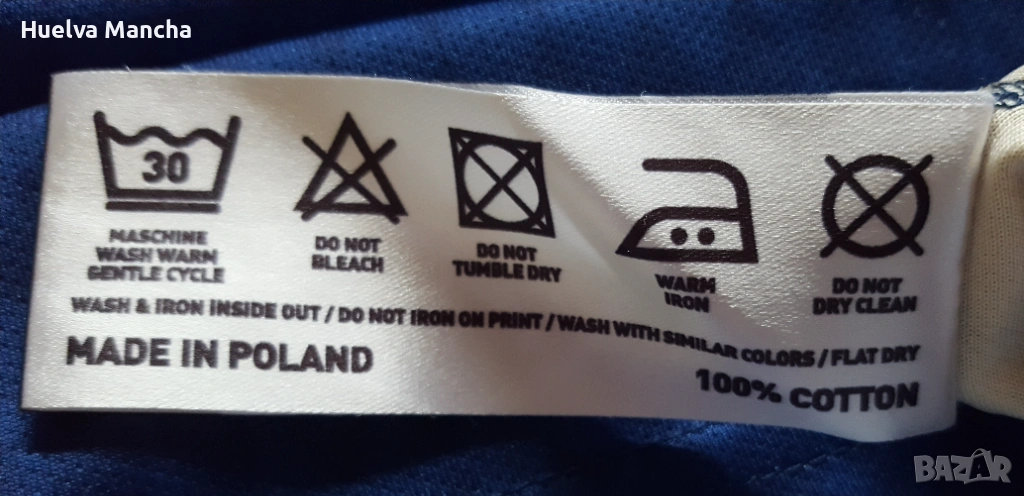 Huelva Mancha
30
MASCHINE
WASH WARM
GENTLE CYCLE
DO NOT
BLEACH
DO NOT
TUMBLE DRY
WARM
IRON
DO NOT
DRY CLEAN
WASH & IRON INSIDE OUT / DO NOT IRON ON PRINT / WASH WITH SIMILAR COLORS / FLAT DRY
MADE IN POLAND
100% COTTON
BAZAR